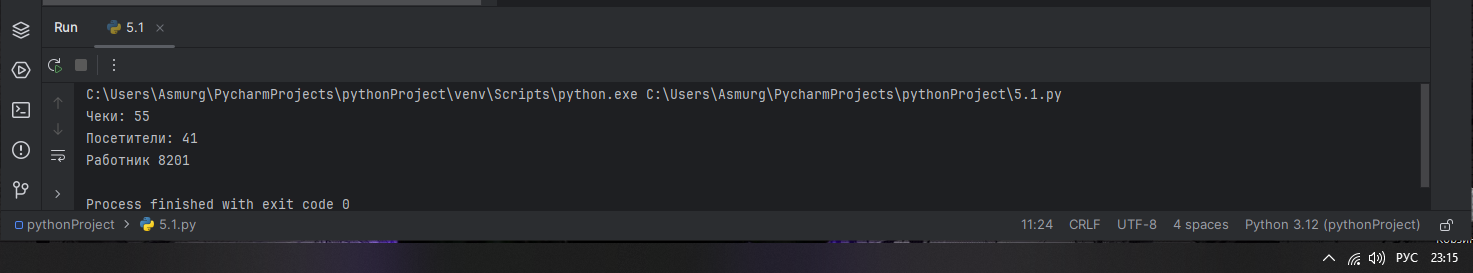 Run 5.1
C:\Users\Asmurg\PycharmProjects\pythonProject\venv\Scripts\python.exe C:\Users\Asmurg\PycharmProjects\pythonProject\5.1.py
Чеки: 55
Посетители: 41
Работник 8201
Process finished with exit code 0
pythonProject > 5.1.py 11:24 CRLF UTF-8 4 spaces Python 3.12 (pythonProject)
РУС 23:15